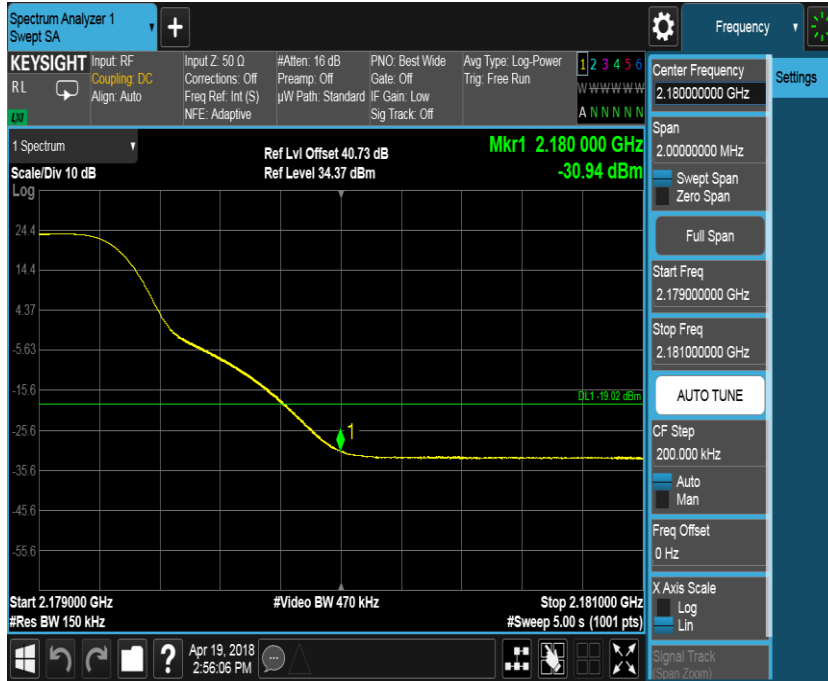 Spectrum Analyzer 1
Swept SA
Frequency
KEYSIGHT
RL
LXI
Input: RF
Coupling: DC
Align: Auto
Input Z: 50 Ω
Corrections: Off
Freq Ref: Int (S)
NFE: Adaptive
#Atten: 16 dB
Preamp: Off
µW Path: Standard
PNO: Best Wide
Gate: Off
IF Gain: Low
Sig Track: Off
Avg Type: Log-Power
Trig: Free Run
1 2 3 4 5 6
W W W W W W
A N N N N N
Center Frequency
2.180000000 GHz
Settings
Span
2.00000000 MHz
Swept Span
Zero Span
Full Span
Start Freq
2.179000000 GHz
Stop Freq
2.181000000 GHz
AUTO TUNE
CF Step
200.000 kHz
Auto
Man
Freq Offset
0 Hz
X Axis Scale
Log
Lin
Signal Track
(Span Zoom)
1 Spectrum
Scale/Div 10 dB
Ref Lvl Offset 40.73 dB
Ref Level 34.37 dBm
Mkr1 2.180 000 GHz
-30.94 dBm
Log
24.4
14.4
4.37
-5.63
-15.6
DL1 -19.02 dBm
-25.6
1
-35.6
-45.6
-55.6
Start 2.179000 GHz
#Res BW 150 kHz
#Video BW 470 kHz
Stop 2.181000 GHz
#Sweep 5.00 s (1001 pts)
?
Apr 19, 2018
2:56:06 PM